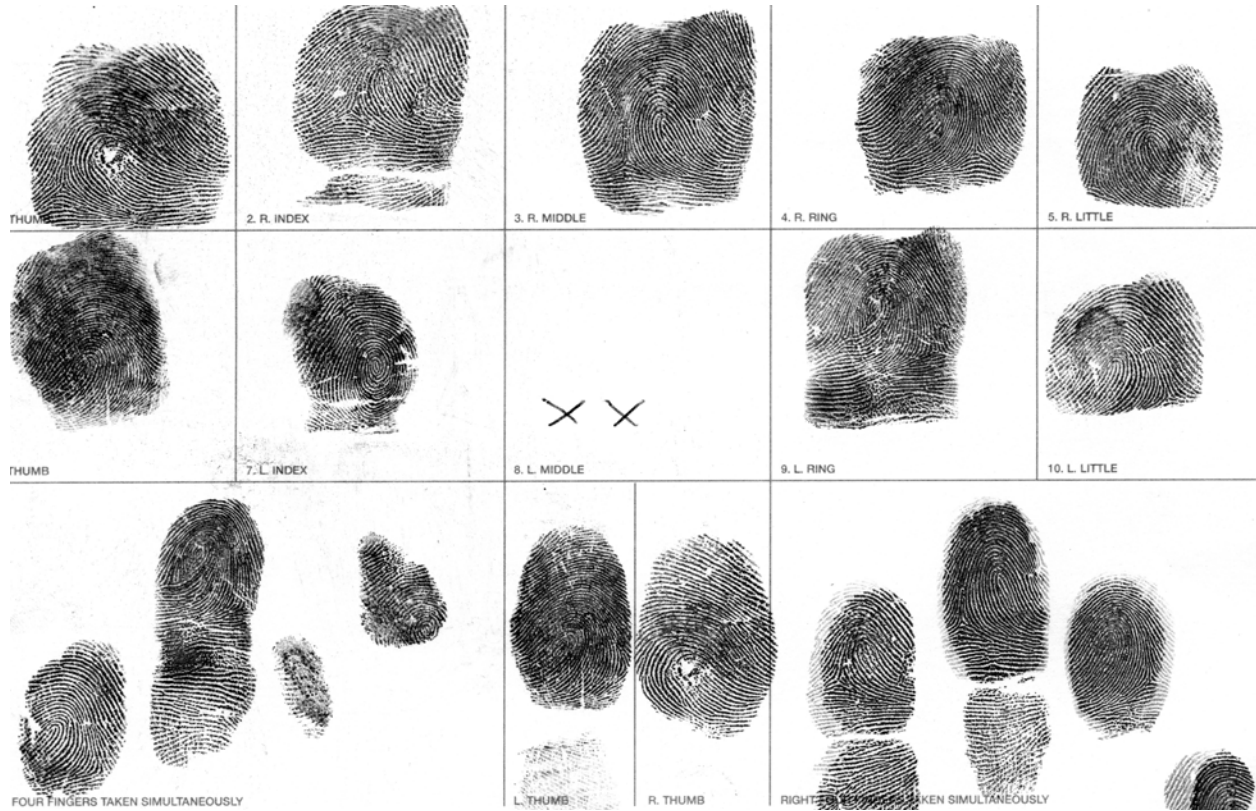 THUMB
2. R. INDEX
3. R. MIDDLE
4. R. RING
5. R. LITTLE
THUMB
7. L. INDEX
8. L. MIDDLE
9. L. RING
10. L. LITTLE
X X
FOUR FINGERS TAKEN SIMULTANEOUSLY
L. THUMB
R. THUMB
RIGHT TAKEN SIMULTANEOUSLY